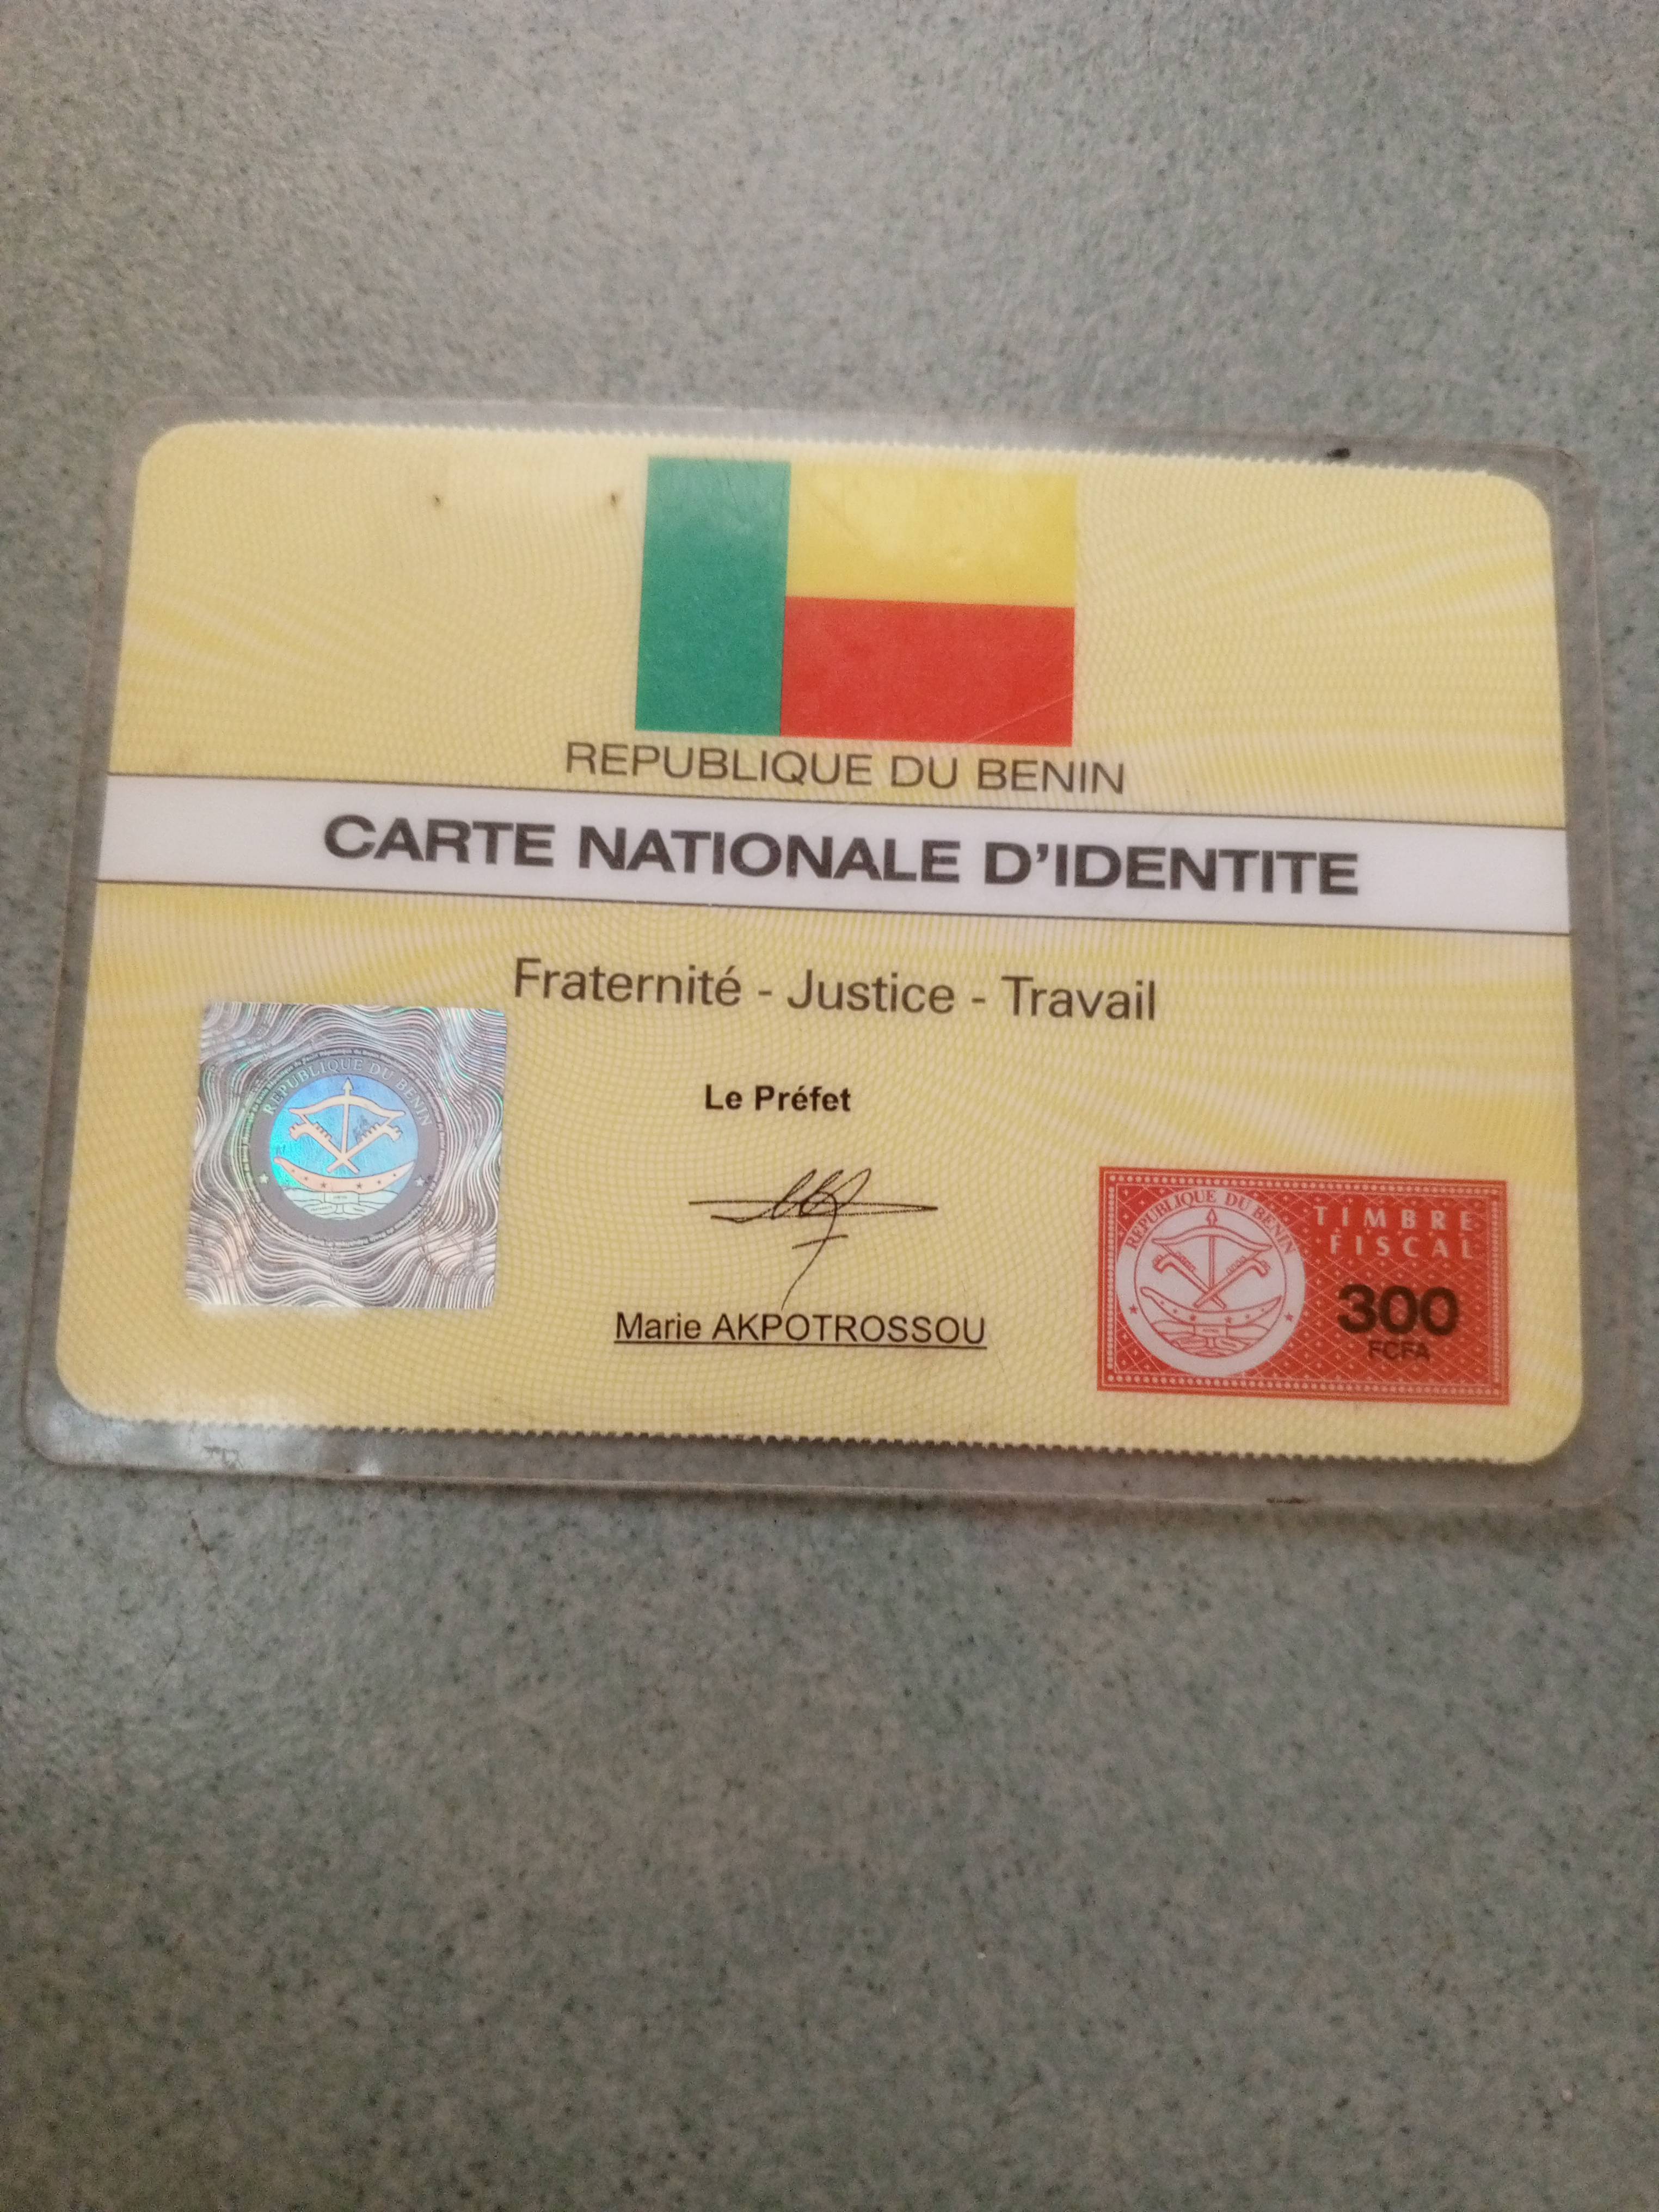 REPUBLIQUE DU BENIN
CARTE NATIONALE D'IDENTITE
Fraternité - Justice - Travail
REPUBLIQUE DU BENIN
Le Préfet
Marie AKPOTROSSOU
REPUBLIQUE DU BENIN
TIMBRE
FISCAL
300
FCFA